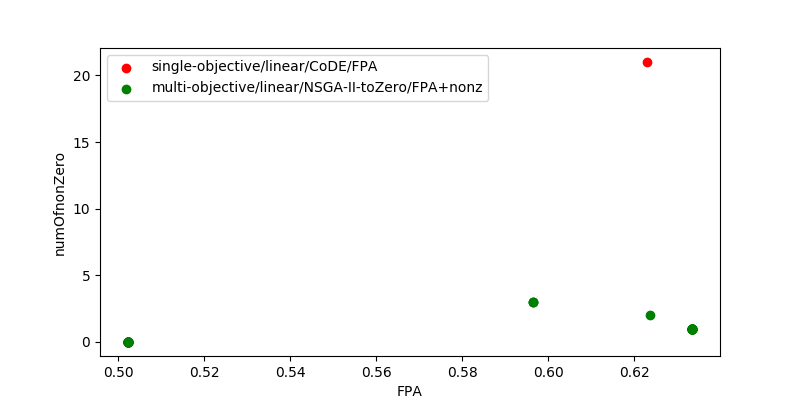 single-objective/linear/CoDE/FPA
multi-objective/linear/NSGA-II-toZero/FPA+nonz
20
15
10
5
0
numOfnonZero
0.50 0.52 0.54 0.56 0.58 0.60 0.62
FPA